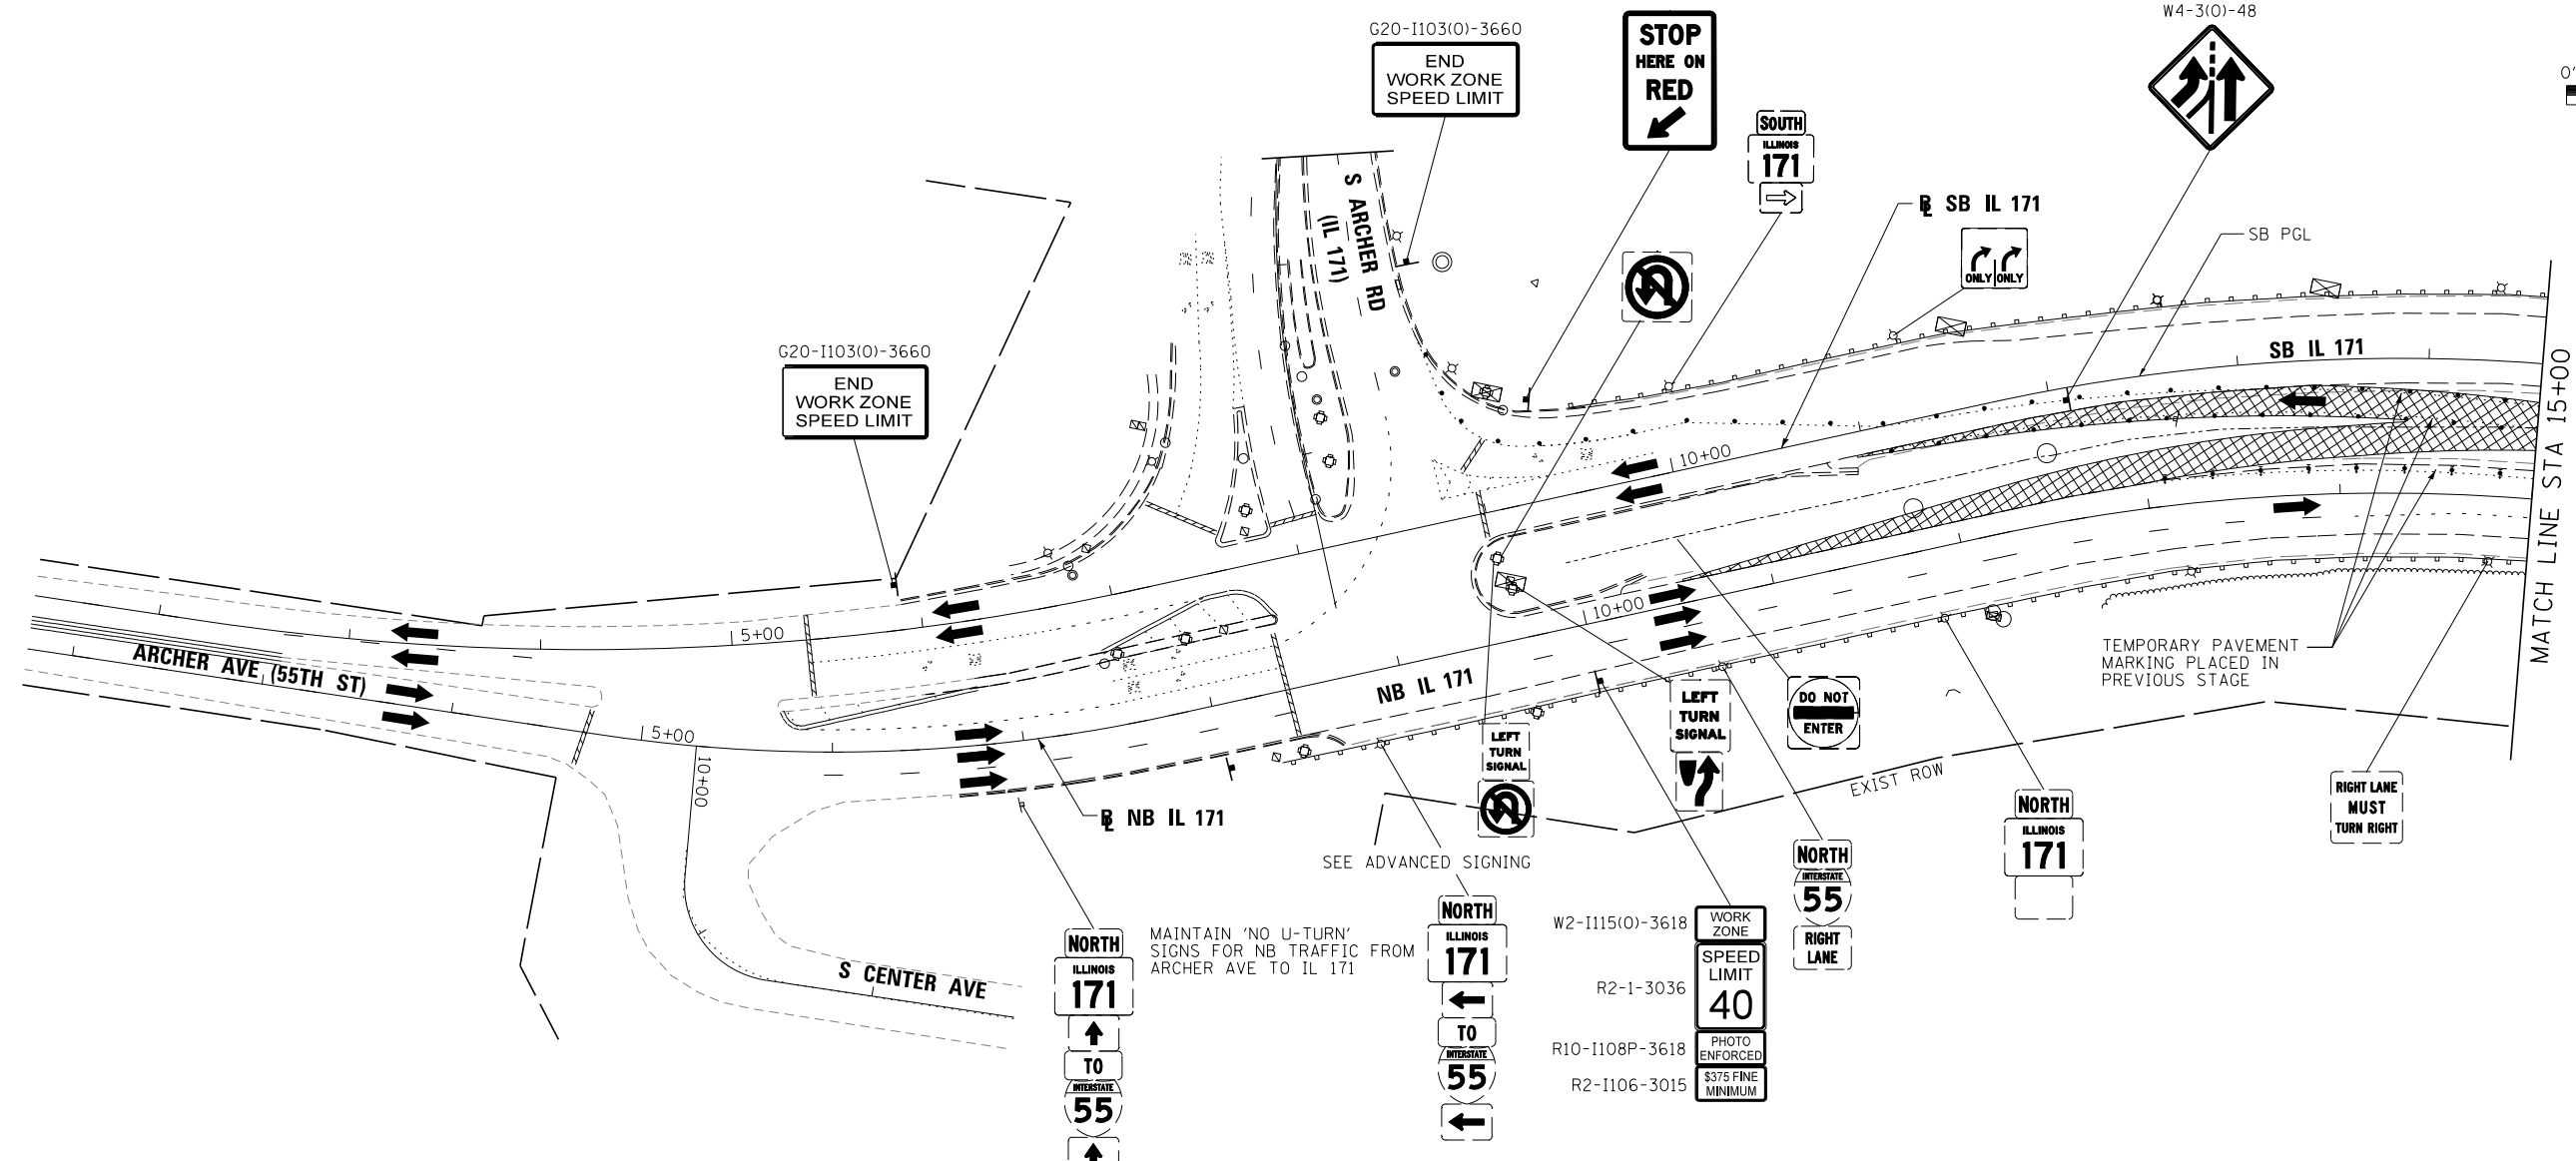 W4-3(O)-48
G20-I103(O)-3660
END
WORK ZONE
SPEED LIMIT
STOP
HERE ON
RED
SOUTH
ILLINOIS
171
0'
S ARCHER RD
(IL 171)
℄ SB IL 171
ONLY ONLY
SB PGL
G20-I103(O)-3660
END
WORK ZONE
SPEED LIMIT
SB IL 171
MATCH LINE STA 15+00
10+00
10+00
5+00
ARCHER AVE (55TH ST)
5+00
10+00
NB IL 171
℄ NB IL 171
LEFT
TURN
SIGNAL
LEFT
TURN
SIGNAL
DO NOT
ENTER
TEMPORARY PAVEMENT
MARKING PLACED IN
PREVIOUS STAGE
EXIST ROW
RIGHT LANE
MUST
TURN RIGHT
NORTH
ILLINOIS
171
SEE ADVANCED SIGNING
NORTH
INTERSTATE
55
RIGHT
LANE
S CENTER AVE
NORTH
ILLINOIS
171
TO
INTERSTATE
55
MAINTAIN 'NO U-TURN'
SIGNS FOR NB TRAFFIC FROM
ARCHER AVE TO IL 171
NORTH
ILLINOIS
171
TO
INTERSTATE
55
W2-I115(O)-3618
WORK
ZONE
R2-1-3036
SPEED
LIMIT
40
R10-I108P-3618
PHOTO
ENFORCED
R2-I106-3015
$375 FINE
MINIMUM